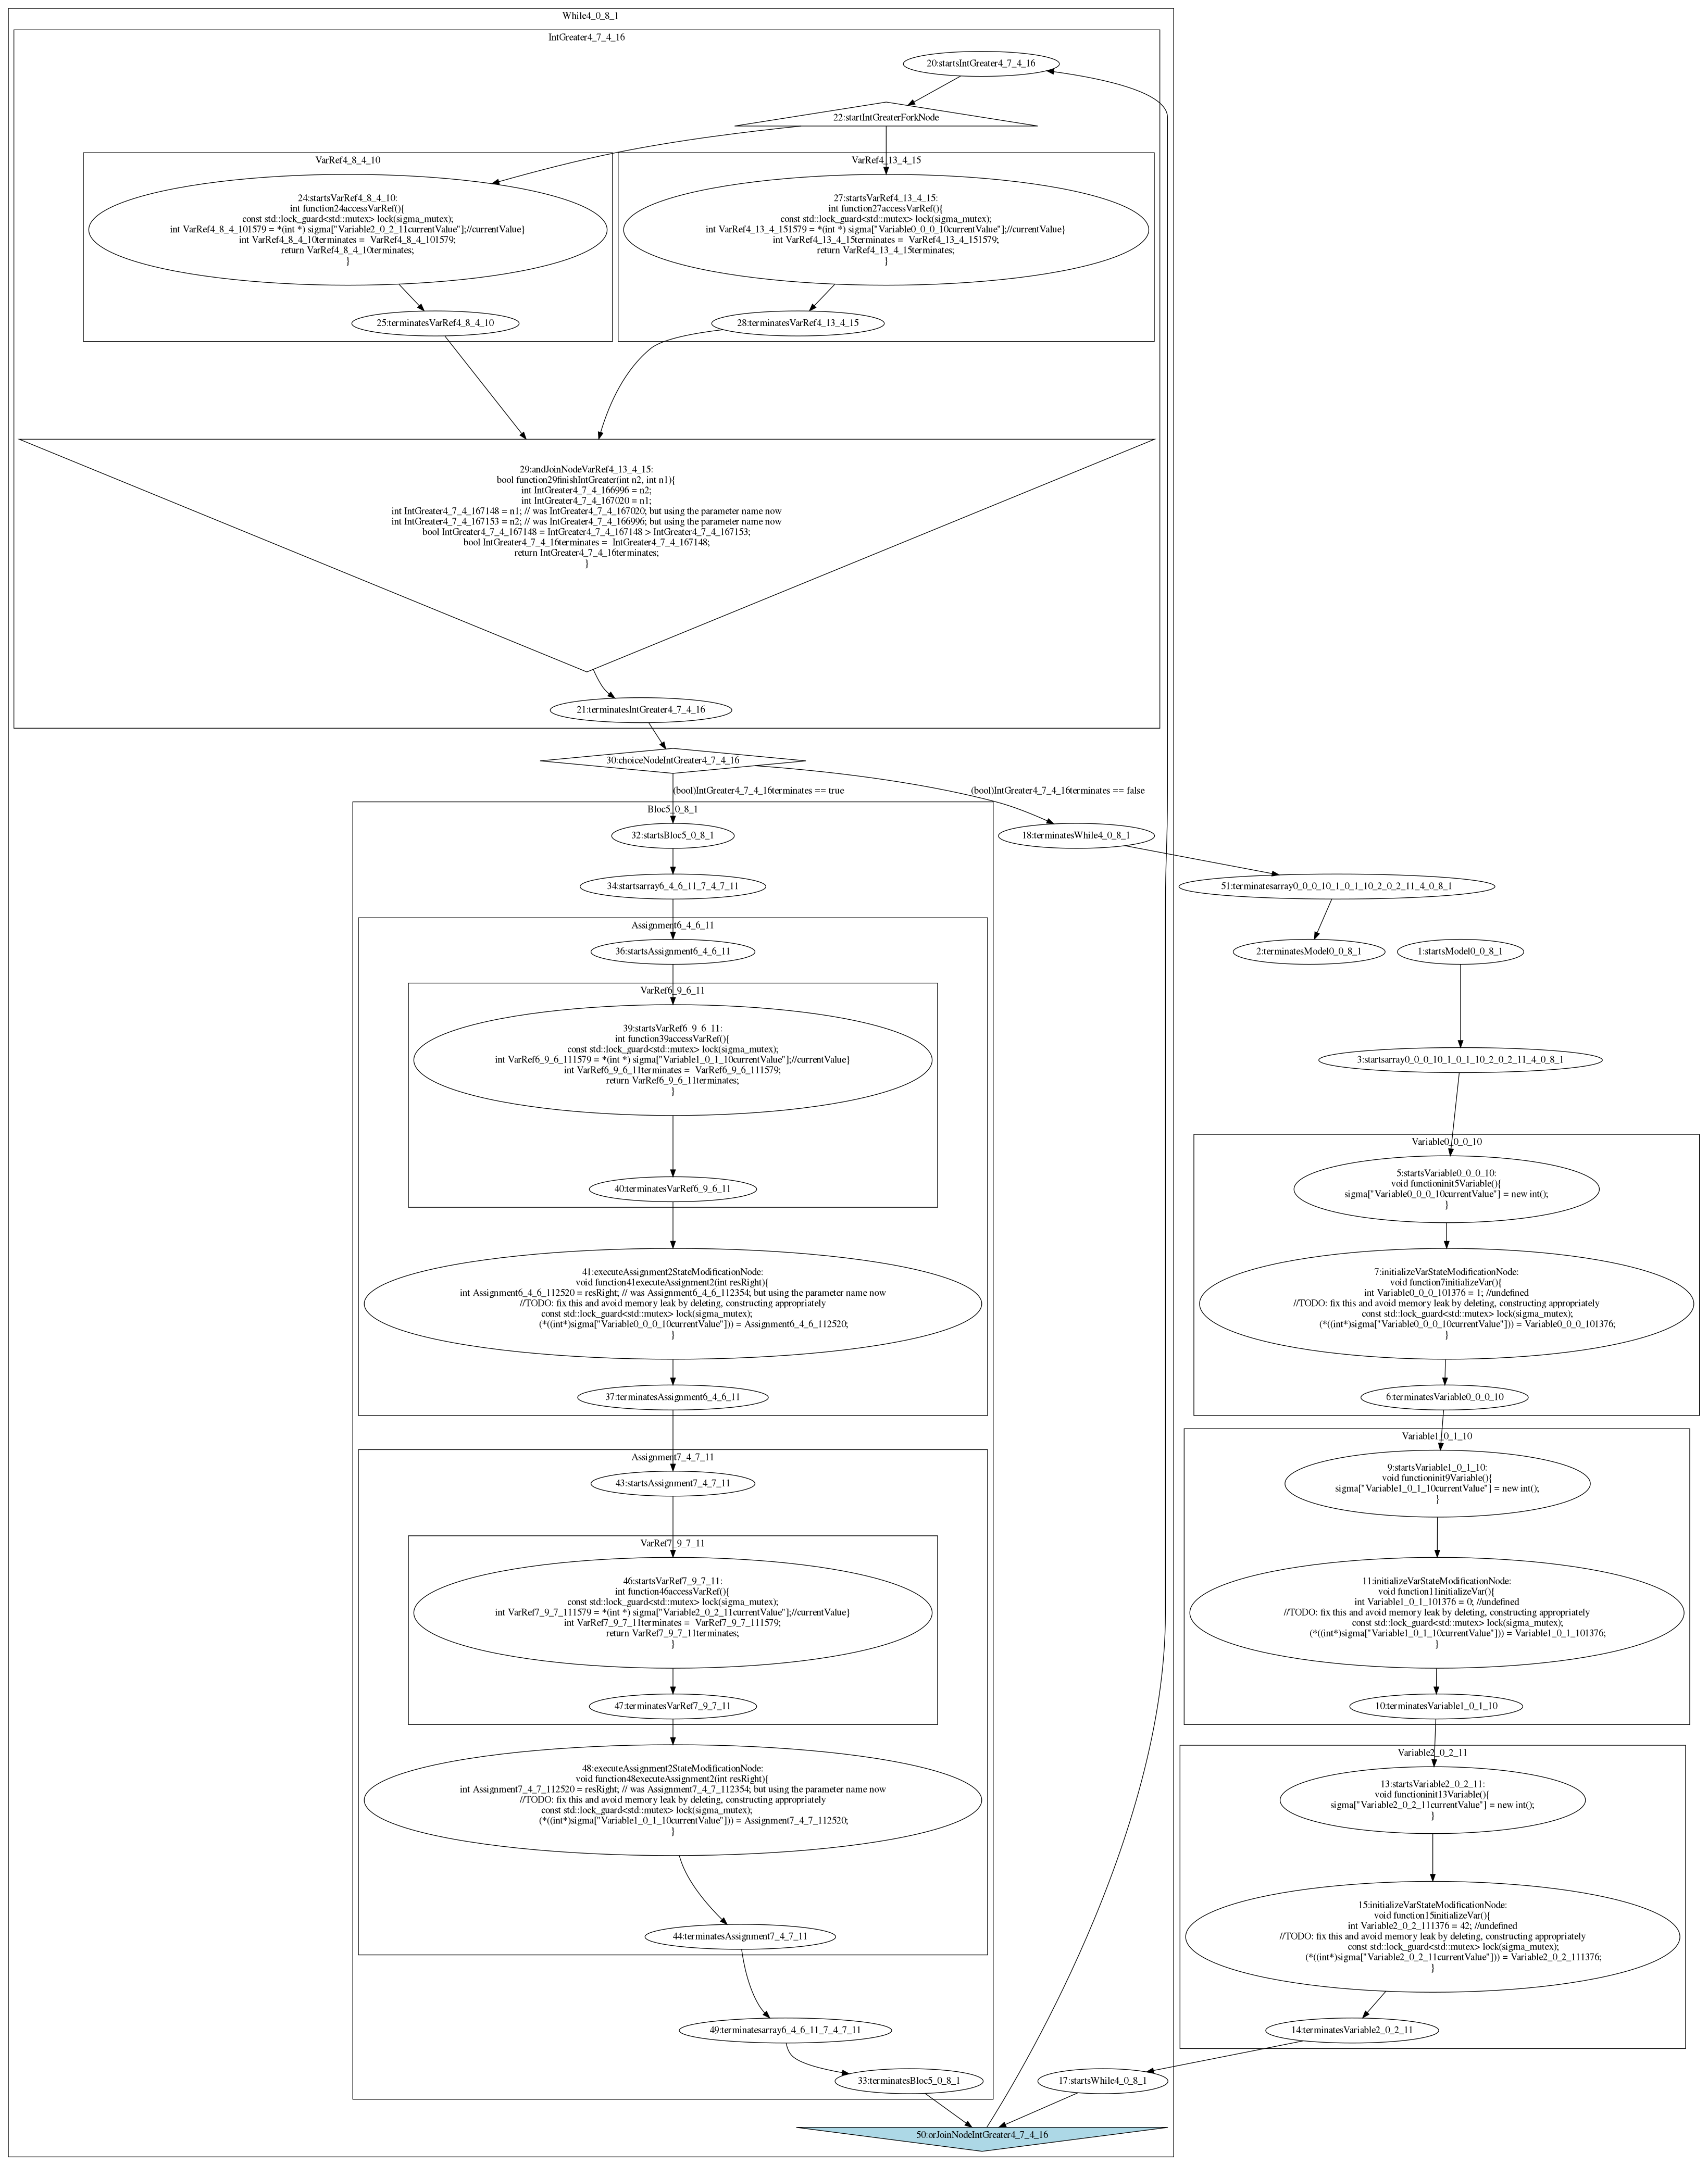 While4_0_8_1
IntGreater4_7_4_16
20:startsIntGreater4_7_4_16
22:startIntGreaterForkNode
VarRef4_8_4_10
24:startsVarRef4_8_4_10:
int function24accessVarRef(){
const std::lock_guard<std::mutex> lock(sigma_mutex);
int VarRef4_8_4_101579 = *(int *) sigma["Variable2_0_2_11currentValue"];//currentValue}
int VarRef4_8_4_10terminates =  VarRef4_8_4_101579;
return VarRef4_8_4_10terminates;
}
VarRef4_13_4_15
27:startsVarRef4_13_4_15:
int function27accessVarRef(){
const std::lock_guard<std::mutex> lock(sigma_mutex);
int VarRef4_13_4_151579 = *(int *) sigma["Variable0_0_0_10currentValue"];//currentValue}
int VarRef4_13_4_15terminates =  VarRef4_13_4_151579;
return VarRef4_13_4_15terminates;
}
25:terminatesVarRef4_8_4_10
28:terminatesVarRef4_13_4_15
29:andJoinNodeVarRef4_13_4_15:
bool function29finishIntGreater(int n2, int n1){
int IntGreater4_7_4_166996 = n2;
int IntGreater4_7_4_167020 = n1;
int IntGreater4_7_4_167148 = n1; // was IntGreater4_7_4_167020; but using the parameter name now
int IntGreater4_7_4_167153 = n2; // was IntGreater4_7_4_166996; but using the parameter name now
bool IntGreater4_7_4_167148 = IntGreater4_7_4_167148 > IntGreater4_7_4_167153;
bool IntGreater4_7_4_16terminates =  IntGreater4_7_4_167148;
return IntGreater4_7_4_16terminates;
}
21:terminatesIntGreater4_7_4_16
30:choiceNodeIntGreater4_7_4_16
(bool)IntGreater4_7_4_16terminates == true
(bool)IntGreater4_7_4_16terminates == false
Bloc5_0_8_1
32:startsBloc5_0_8_1
18:terminatesWhile4_0_8_1
34:startsarray6_4_6_11_7_4_7_11
51:terminatesarray0_0_0_10_1_0_1_10_2_0_2_11_4_0_8_1
Assignment6_4_6_11
36:startsAssignment6_4_6_11
2:terminatesModel0_0_8_1
1:startsModel0_0_8_1
VarRef6_9_6_11
39:startsVarRef6_9_6_11:
int function39accessVarRef(){
const std::lock_guard<std::mutex> lock(sigma_mutex);
int VarRef6_9_6_111579 = *(int *) sigma["Variable1_0_1_10currentValue"];//currentValue}
int VarRef6_9_6_11terminates =  VarRef6_9_6_111579;
return VarRef6_9_6_11terminates;
}
3:startsarray0_0_0_10_1_0_1_10_2_0_2_11_4_0_8_1
40:terminatesVarRef6_9_6_11
Variable0_0_0_10
5:startsVariable0_0_0_10:
void functioninit5Variable(){
sigma["Variable0_0_0_10currentValue"] = new int();
}
41:executeAssignment2StateModificationNode:
void function41executeAssignment2(int resRight){
int Assignment6_4_6_112520 = resRight; // was Assignment6_4_6_112354; but using the parameter name now
//TODO: fix this and avoid memory leak by deleting, constructing appropriately
const std::lock_guard<std::mutex> lock(sigma_mutex);
(*((int*)sigma["Variable0_0_0_10currentValue"])) = Assignment6_4_6_112520;
}
7:initializeVarStateModificationNode:
void function7initializeVar(){
int Variable0_0_0_101376 = 1; //undefined
//TODO: fix this and avoid memory leak by deleting, constructing appropriately
const std::lock_guard<std::mutex> lock(sigma_mutex);
(*((int*)sigma["Variable0_0_0_10currentValue"])) = Variable0_0_0_101376;
}
37:terminatesAssignment6_4_6_11
6:terminatesVariable0_0_0_10
Assignment7_4_7_11
43:startsAssignment7_4_7_11
Variable1_0_1_10
9:startsVariable1_0_1_10:
void functioninit9Variable(){
sigma["Variable1_0_1_10currentValue"] = new int();
}
VarRef7_9_7_11
46:startsVarRef7_9_7_11:
int function46accessVarRef(){
const std::lock_guard<std::mutex> lock(sigma_mutex);
int VarRef7_9_7_111579 = *(int *) sigma["Variable2_0_2_11currentValue"];//currentValue}
int VarRef7_9_7_11terminates =  VarRef7_9_7_111579;
return VarRef7_9_7_11terminates;
}
11:initializeVarStateModificationNode:
void function11initializeVar(){
int Variable1_0_1_101376 = 0; //undefined
//TODO: fix this and avoid memory leak by deleting, constructing appropriately
const std::lock_guard<std::mutex> lock(sigma_mutex);
(*((int*)sigma["Variable1_0_1_10currentValue"])) = Variable1_0_1_101376;
}
47:terminatesVarRef7_9_7_11
10:terminatesVariable1_0_1_10
48:executeAssignment2StateModificationNode:
void function48executeAssignment2(int resRight){
int Assignment7_4_7_112520 = resRight; // was Assignment7_4_7_112354; but using the parameter name now
//TODO: fix this and avoid memory leak by deleting, constructing appropriately
const std::lock_guard<std::mutex> lock(sigma_mutex);
(*((int*)sigma["Variable1_0_1_10currentValue"])) = Assignment7_4_7_112520;
}
Variable2_0_2_11
13:startsVariable2_0_2_11:
void functioninit13Variable(){
sigma["Variable2_0_2_11currentValue"] = new int();
}
44:terminatesAssignment7_4_7_11
15:initializeVarStateModificationNode:
void function15initializeVar(){
int Variable2_0_2_111376 = 42; //undefined
//TODO: fix this and avoid memory leak by deleting, constructing appropriately
const std::lock_guard<std::mutex> lock(sigma_mutex);
(*((int*)sigma["Variable2_0_2_11currentValue"])) = Variable2_0_2_111376;
}
49:terminatesarray6_4_6_11_7_4_7_11
14:terminatesVariable2_0_2_11
33:terminatesBloc5_0_8_1
17:startsWhile4_0_8_1
50:orJoinNodeIntGreater4_7_4_16